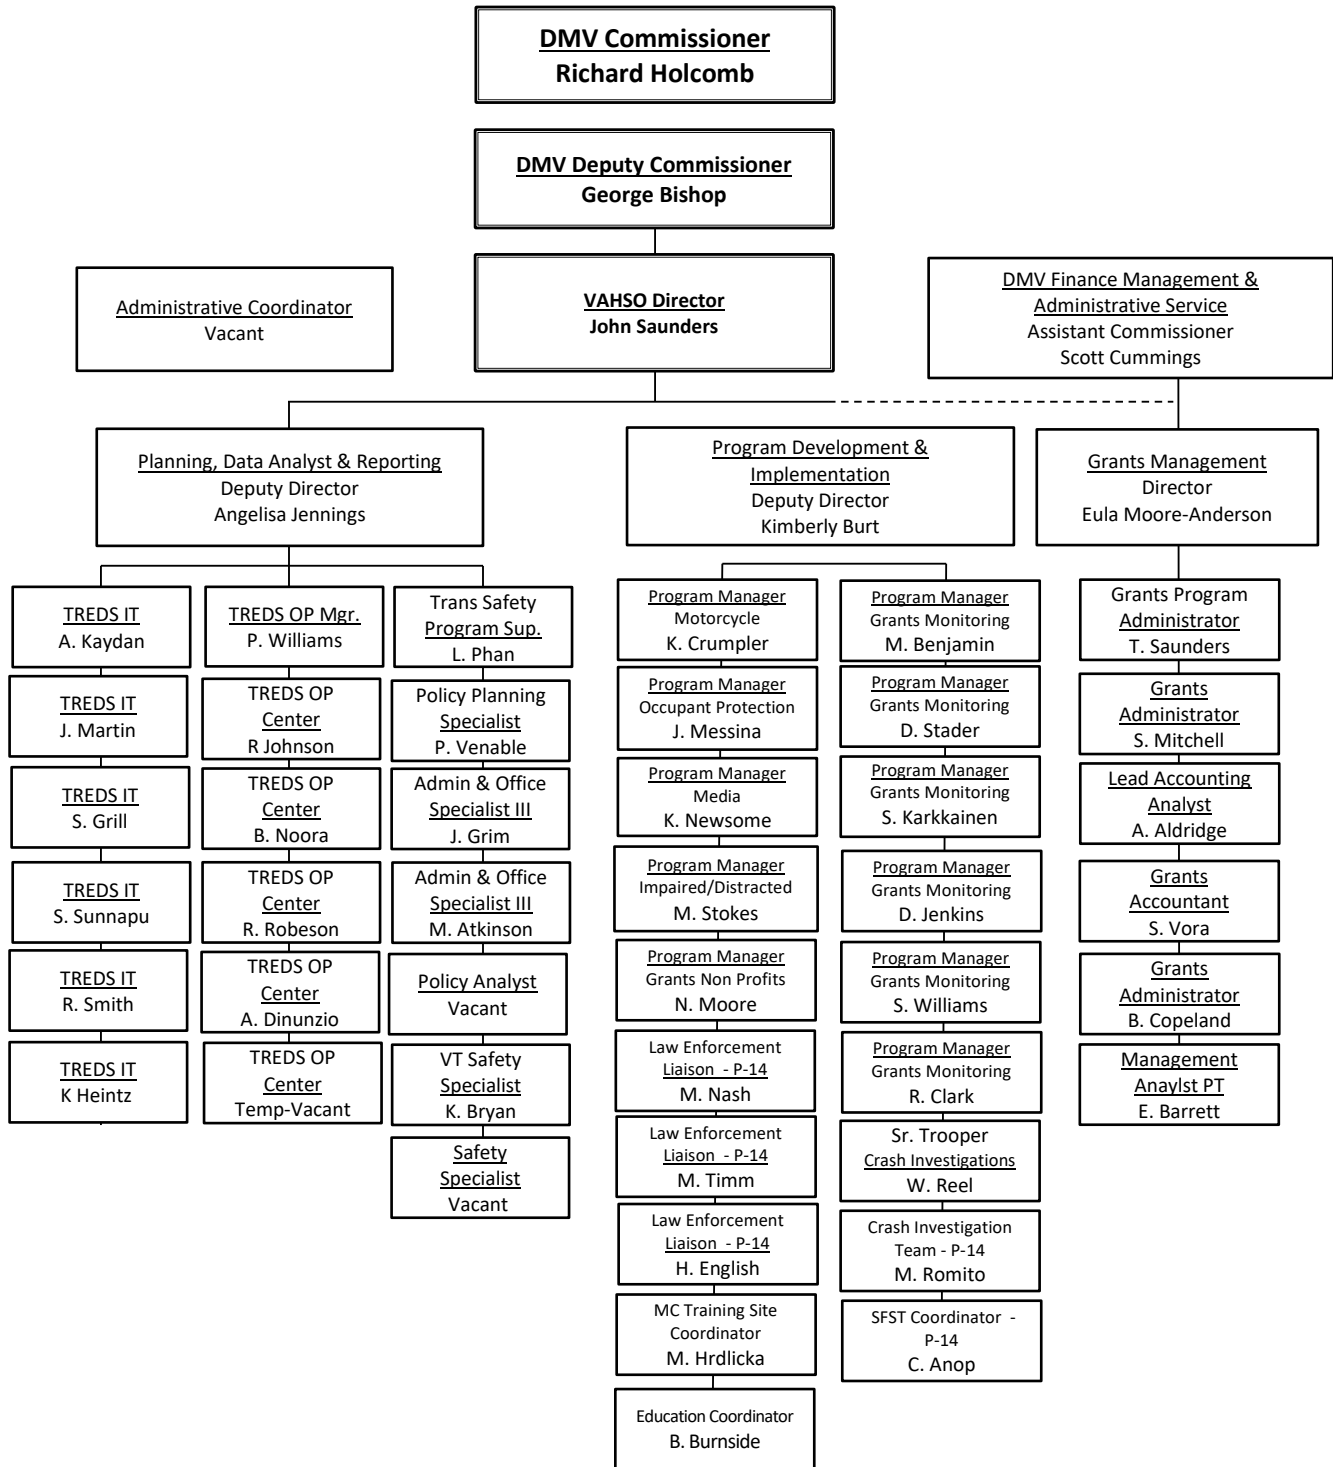 DMV Commissioner
Richard Holcomb
DMV Deputy Commissioner
George Bishop
Administrative Coordinator
Vacant
VAHSO Director
John Saunders
DMV Finance Management &
Administrative Service
Assistant Commissioner
Scott Cummings
Planning, Data Analyst & Reporting
Deputy Director
Angelisa Jennings
Program Development &
Implementation
Deputy Director
Kimberly Burt
Grants Management
Director
Eula Moore-Anderson
TREDS IT
A. Kaydan
TREDS IT
J. Martin
TREDS IT
S. Grill
TREDS IT
S. Sunnapu
TREDS IT
R. Smith
TREDS IT
K Heintz
TREDS OP Mgr.
P. Williams
TREDS OP
Center
R Johnson
TREDS OP
Center
B. Noora
TREDS OP
Center
R. Robeson
TREDS OP
Center
A. Dinunzio
TREDS OP
Center
Temp-Vacant
Trans Safety
Program Sup.
L. Phan
Policy Planning
Specialist
P. Venable
Admin & Office
Specialist III
J. Grim
Admin & Office
Specialist III
M. Atkinson
Policy Analyst
Vacant
VT Safety
Specialist
K. Bryan
Safety
Specialist
Vacant
Program Manager
Motorcycle
K. Crumpler
Program Manager
Occupant Protection
J. Messina
Program Manager
Media
K. Newsome
Program Manager
Impaired/Distracted
M. Stokes
Program Manager
Grants Non Profits
N. Moore
Law Enforcement
Liaison - P-14
M. Nash
Law Enforcement
Liaison - P-14
M. Timm
Law Enforcement
Liaison - P-14
H. English
MC Training Site
Coordinator
M. Hrdlicka
Education Coordinator
B. Burnside
Program Manager
Grants Monitoring
M. Benjamin
Program Manager
Grants Monitoring
D. Stader
Program Manager
Grants Monitoring
S. Karkkainen
Program Manager
Grants Monitoring
D. Jenkins
Program Manager
Grants Monitoring
S. Williams
Program Manager
Grants Monitoring
R. Clark
Sr. Trooper
Crash Investigations
W. Reel
Crash Investigation
Team - P-14
M. Romito
SFST Coordinator -
P-14
C. Anop
Grants Program
Administrator
T. Saunders
Grants
Administrator
S. Mitchell
Lead Accounting
Analyst
A. Aldridge
Grants
Accountant
S. Vora
Grants
Administrator
B. Copeland
Management
Anaylst PT
E. Barrett